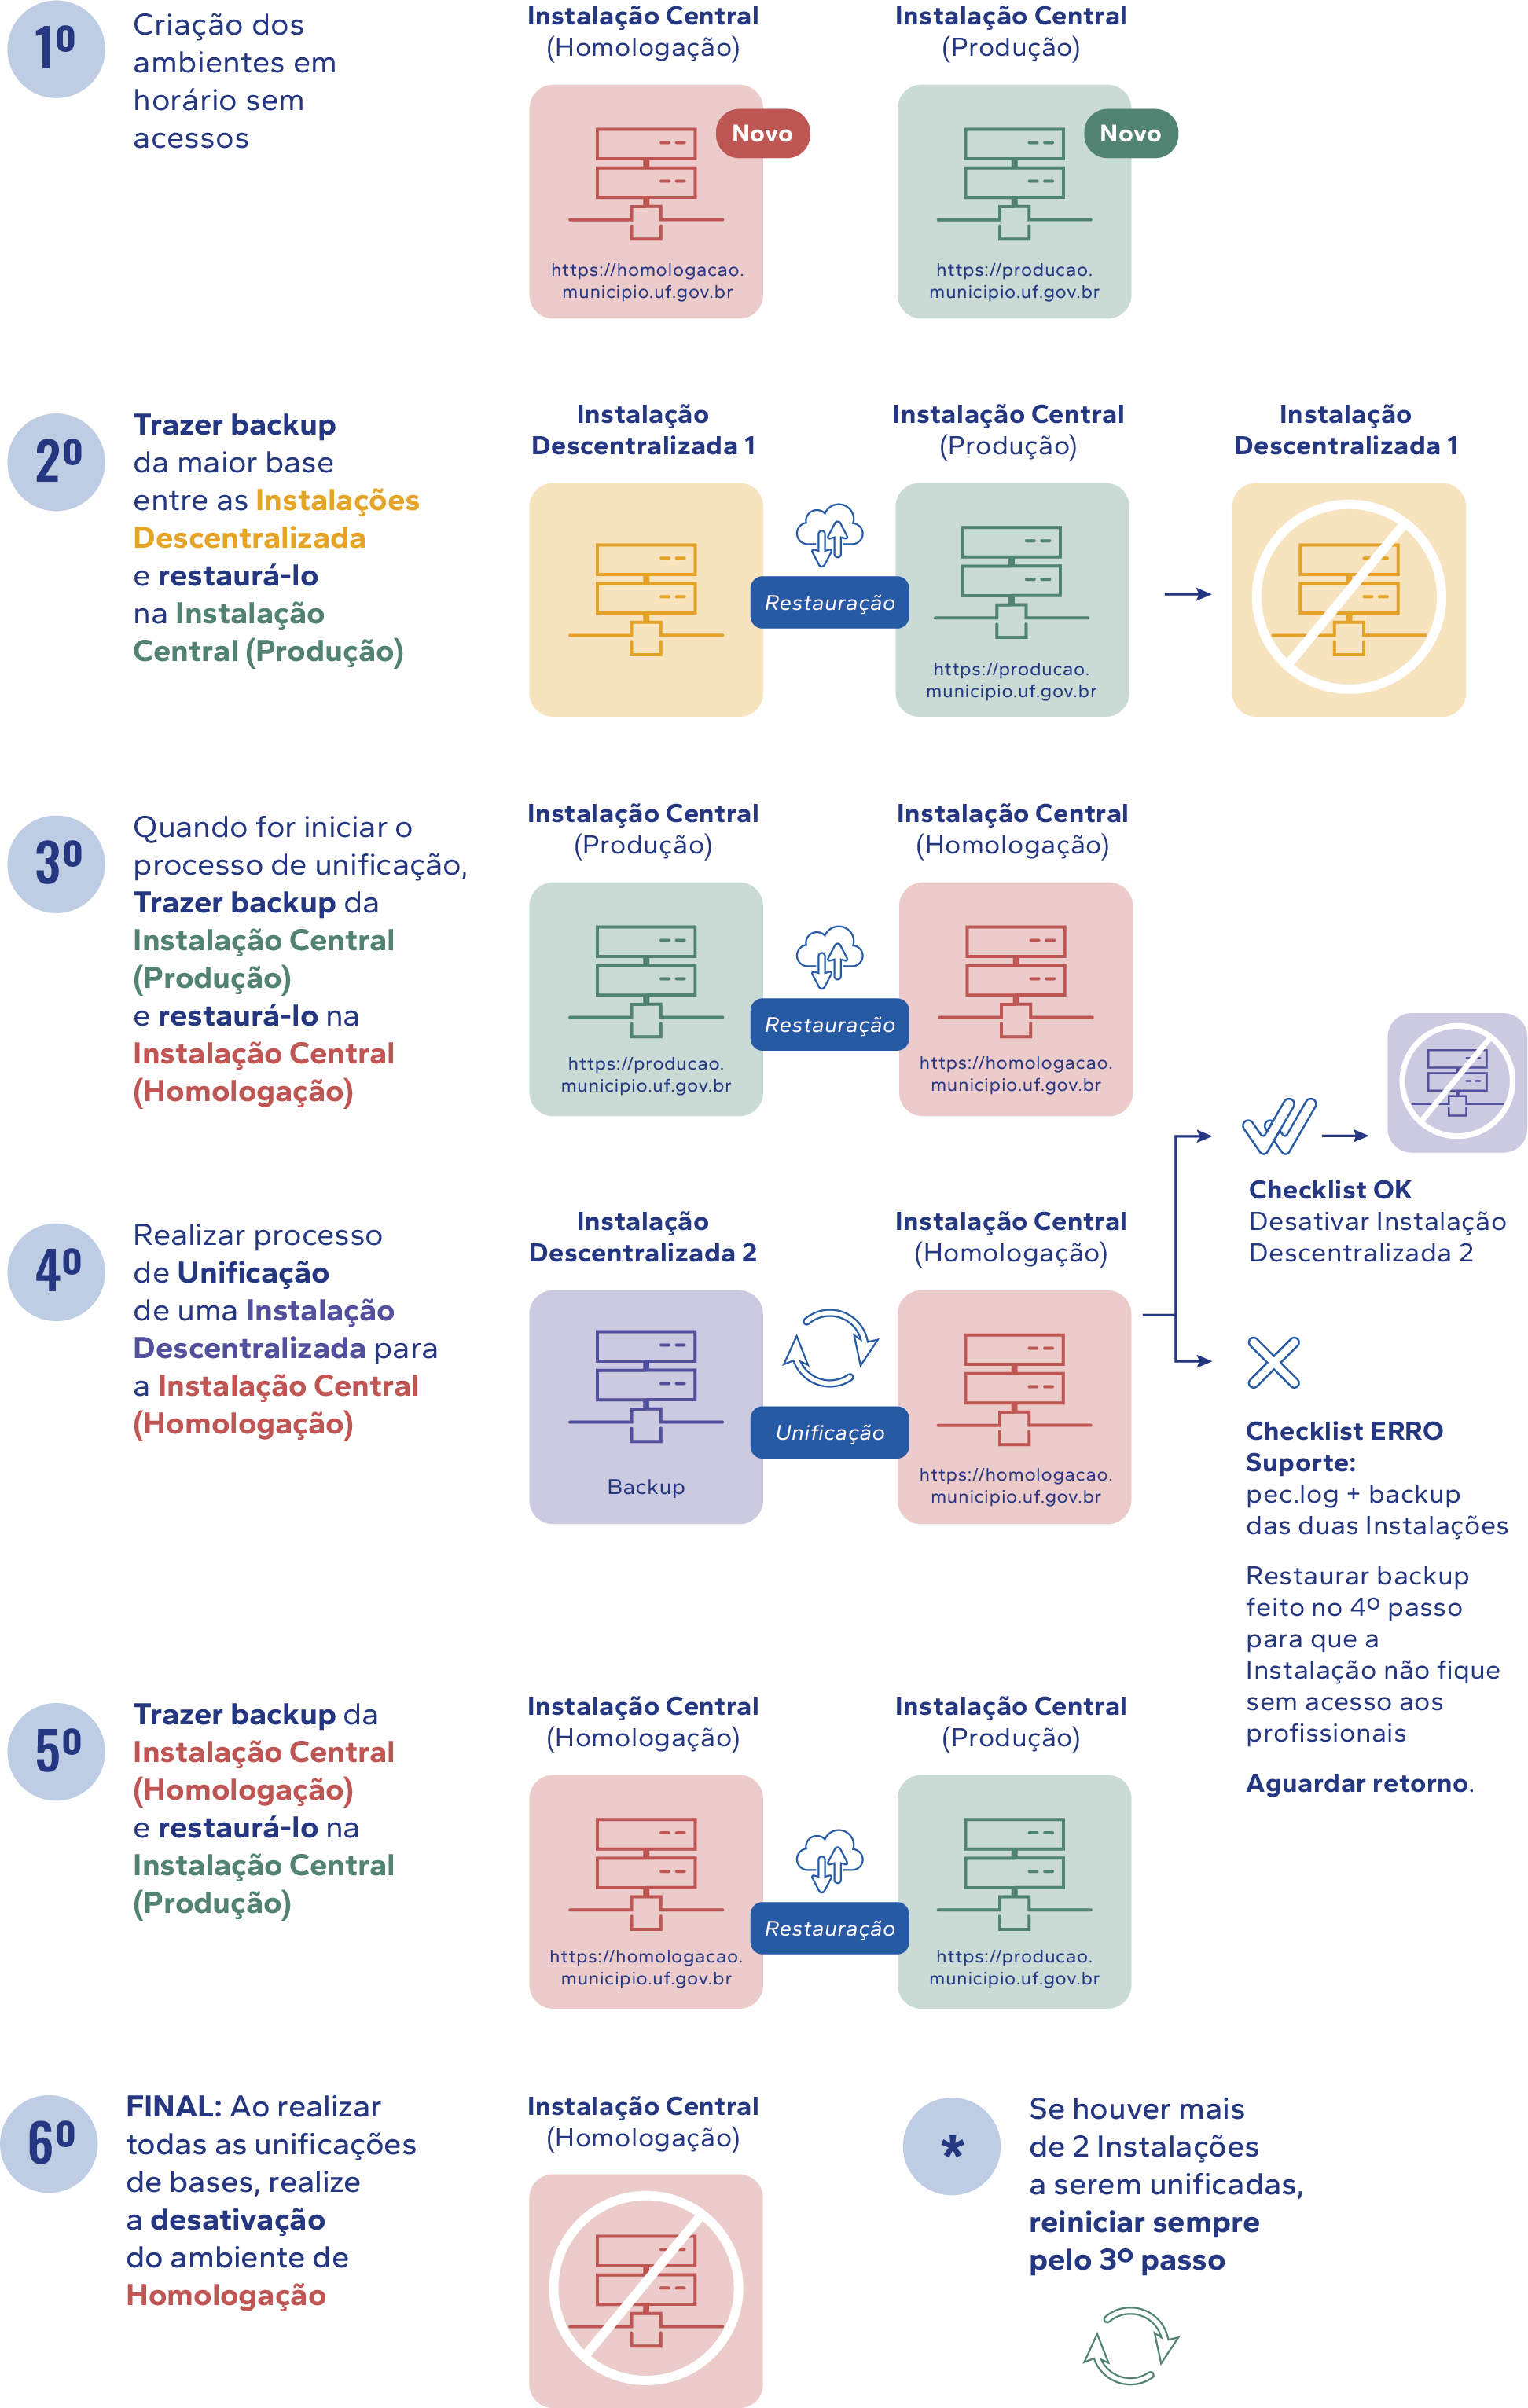 1º
Criação dos
ambientes em
horário sem
acessos
Instalação Central
(Homologação)
Novo
https://homologacao.
municipio.uf.gov.br
Instalação Central
(Produção)
Novo
https://producao.
municipio.uf.gov.br
2º
Trazer backup
da maior base
entre as Instalações
Descentralizada
e restaurá-lo
na Instalação
Central (Produção)
Instalação
Descentralizada 1
Restauração
Instalação Central
(Produção)
https://producao.
municipio.uf.gov.br
Instalação
Descentralizada 1
3º
Quando for iniciar o
processo de unificação,
Trazer backup da
Instalação Central
(Produção)
e restaurá-lo na
Instalação Central
(Homologação)
Instalação Central
(Produção)
https://producao.
municipio.uf.gov.br
Restauração
Instalação Central
(Homologação)
https://homologacao.
municipio.uf.gov.br
4º
Realizar processo
de Unificação
de uma Instalação
Descentralizada para
a Instalação Central
(Homologação)
Instalação
Descentralizada 2
Backup
Unificação
Instalação Central
(Homologação)
https://homologacao.
municipio.uf.gov.br
Checklist OK
Desativar Instalação
Descentralizada 2
Checklist ERRO
Suporte:
pec.log + backup
das duas Instalações
Restaurar backup
feito no 4º passo
para que a
Instalação não fique
sem acesso aos
profissionais
Aguardar retorno.
5º
Trazer backup da
Instalação Central
(Homologação)
e restaurá-lo na
Instalação Central
(Produção)
Instalação Central
(Homologação)
https://homologacao.
municipio.uf.gov.br
Restauração
Instalação Central
(Produção)
https://producao.
municipio.uf.gov.br
6º
FINAL: Ao realizar
todas as unificações
de bases, realize
a desativação
do ambiente de
Homologação
Instalação Central
(Homologação)
*
Se houver mais
de 2 Instalações
a serem unificadas,
reiniciar sempre
pelo 3º passo